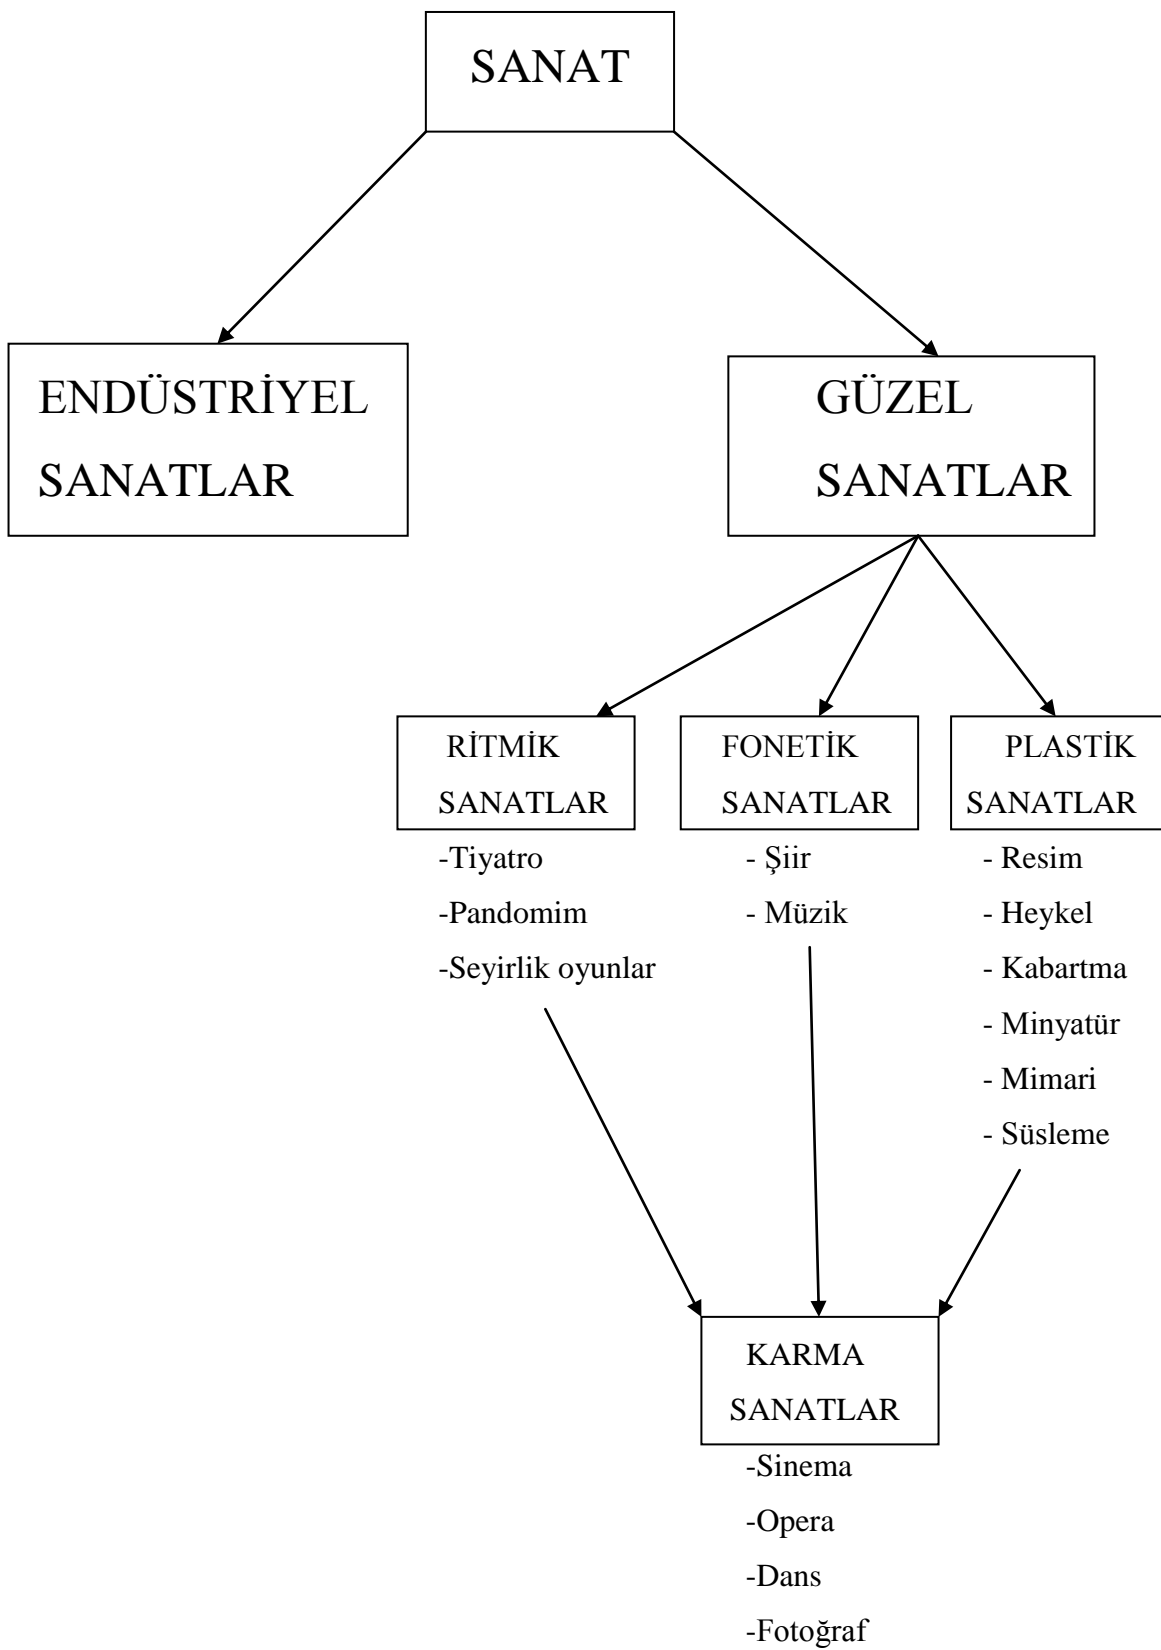 SANAT
ENDÜSTRİYEL
SANATLAR
GÜZEL
SANATLAR
RİTMİK
SANATLAR
-Tiyatro
-Pandomim
-Seyirlik oyunlar
FONETİK
SANATLAR
- Şiir
- Müzik
PLASTİK
SANATLAR
- Resim
- Heykel
- Kabartma
- Minyatür
- Mimari
- Süsleme
KARMA
SANATLAR
-Sinema
-Opera
-Dans
-Fotoğraf